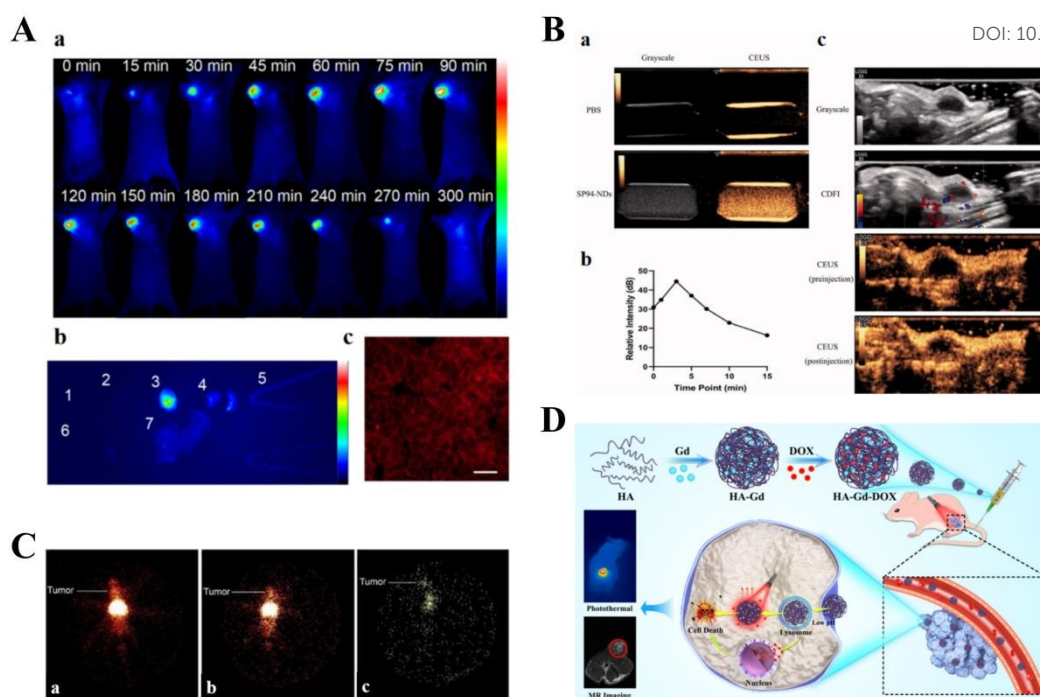 A
a
0 min 15 min 30 min 45 min 60 min 75 min 90 min
120 min 150 min 180 min 210 min 240 min 270 min 300 min
b
1 2 3 4 5
6 7
c
B
DOI: 10.
a
Grayscale CEUS
PBS
SP94-NDs
b
Relative Intensity (dB)
50
40
30
20
10
0
0 5 10 15
Time Point (min)
c
Grayscale
CDFI
CEUS
(preinjection)
CEUS
(postinjection)
C
Tumor
a
Tumor
b
Tumor
c
D
Gd DOX
HA HA-Gd HA-Gd-DOX
Photothermal
MR Imaging
Cell Death
Lysosome
Low pH
Nucleus